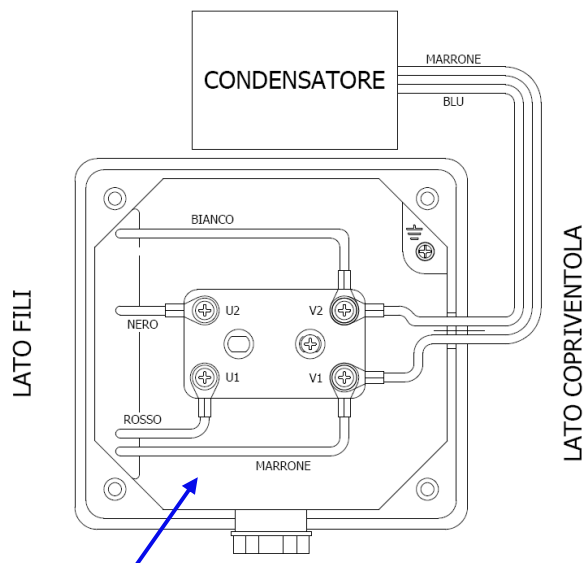 MARRONE
CONDENSATORE
BLU
BIANCO
U2
V2
NERO
U1
V1
ROSSO
MARRONE
LATO FILI
LATO COPRIVENTOLA